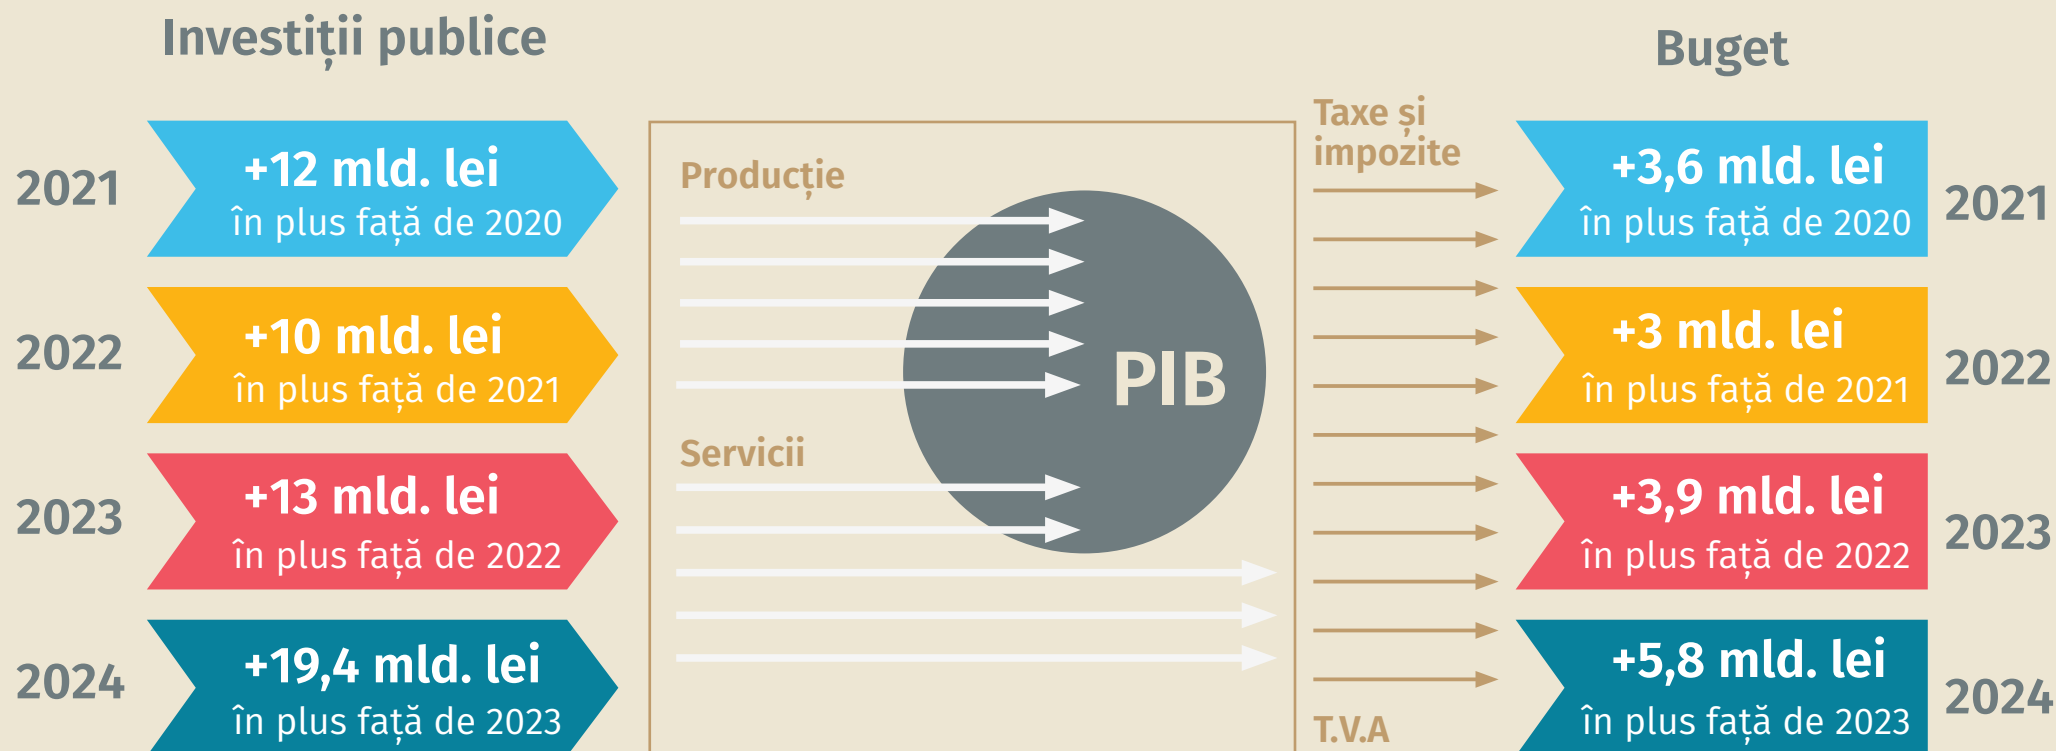 Investiții publice
2021
+12 mld. lei
în plus față de 2020
2022
+10 mld. lei
în plus față de 2021
2023
+13 mld. lei
în plus față de 2022
2024
+19,4 mld. lei
în plus față de 2023
Producție
PIB
Servicii
Taxe și
impozite
T.V.A
Buget
+3,6 mld. lei
în plus față de 2020
2021
+3 mld. lei
în plus față de 2021
2022
+3,9 mld. lei
în plus față de 2022
2023
+5,8 mld. lei
în plus față de 2023
2024